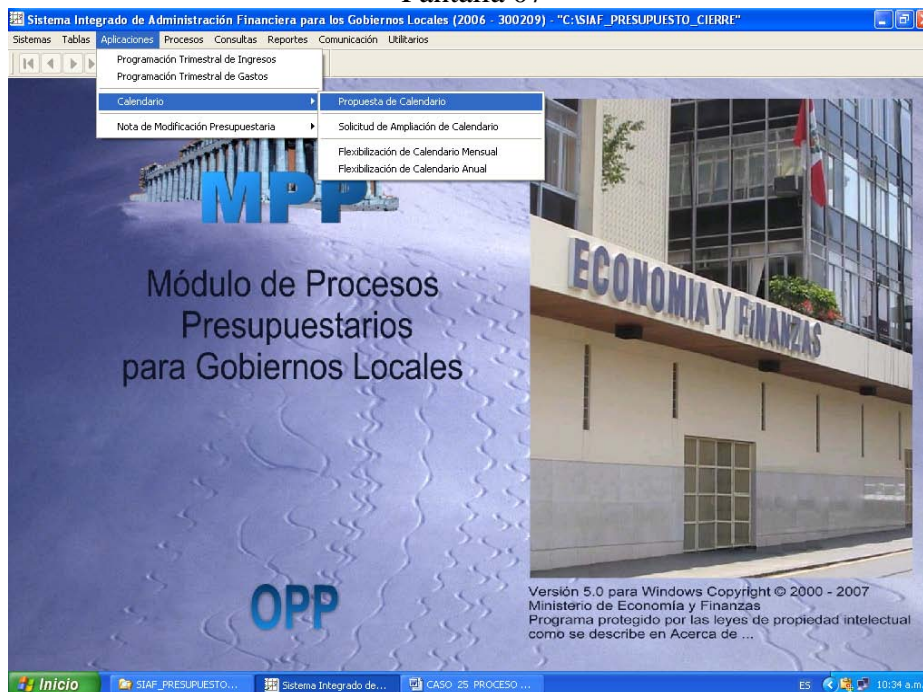 Sistema Integrado de Administración Financiera para los Gobiernos Locales (2006 - 300209) - "C:\SIAF_PRESUPUESTO_CIERRE"
Sistemas Tablas Aplicaciones Procesos Consultas Reportes Comunicación Utilitarios
Programación Trimestral de Ingresos
Programación Trimestral de Gastos
Calendario
Nota de Modificación Presupuestaria
Propuesta de Calendario
Solicitud de Ampliación de Calendario
Flexibilización de Calendario Mensual
Flexibilización de Calendario Anual
MPP
Módulo de Procesos
Presupuestarios
para Gobiernos Locales
ECONOMIA Y FINANZAS
OPP
Versión 5.0 para Windows Copyright © 2000 - 2007
Ministerio de Economía y Finanzas
Programa protegido por las leyes de propiedad intelectual
como se describe en Acerca de ...
Inicio
SIAF_PRESUPUESTO...
Sistema Integrado de...
CASO 25 PROCESO ...
ES
10:34 a.m.